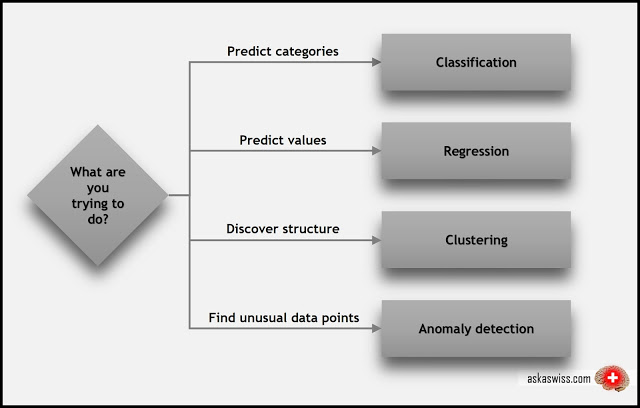 What are
you
trying to
do?
Predict categories
Classification
Predict values
Regression
Discover structure
Clustering
Find unusual data points
Anomaly detection
askaswiss.com